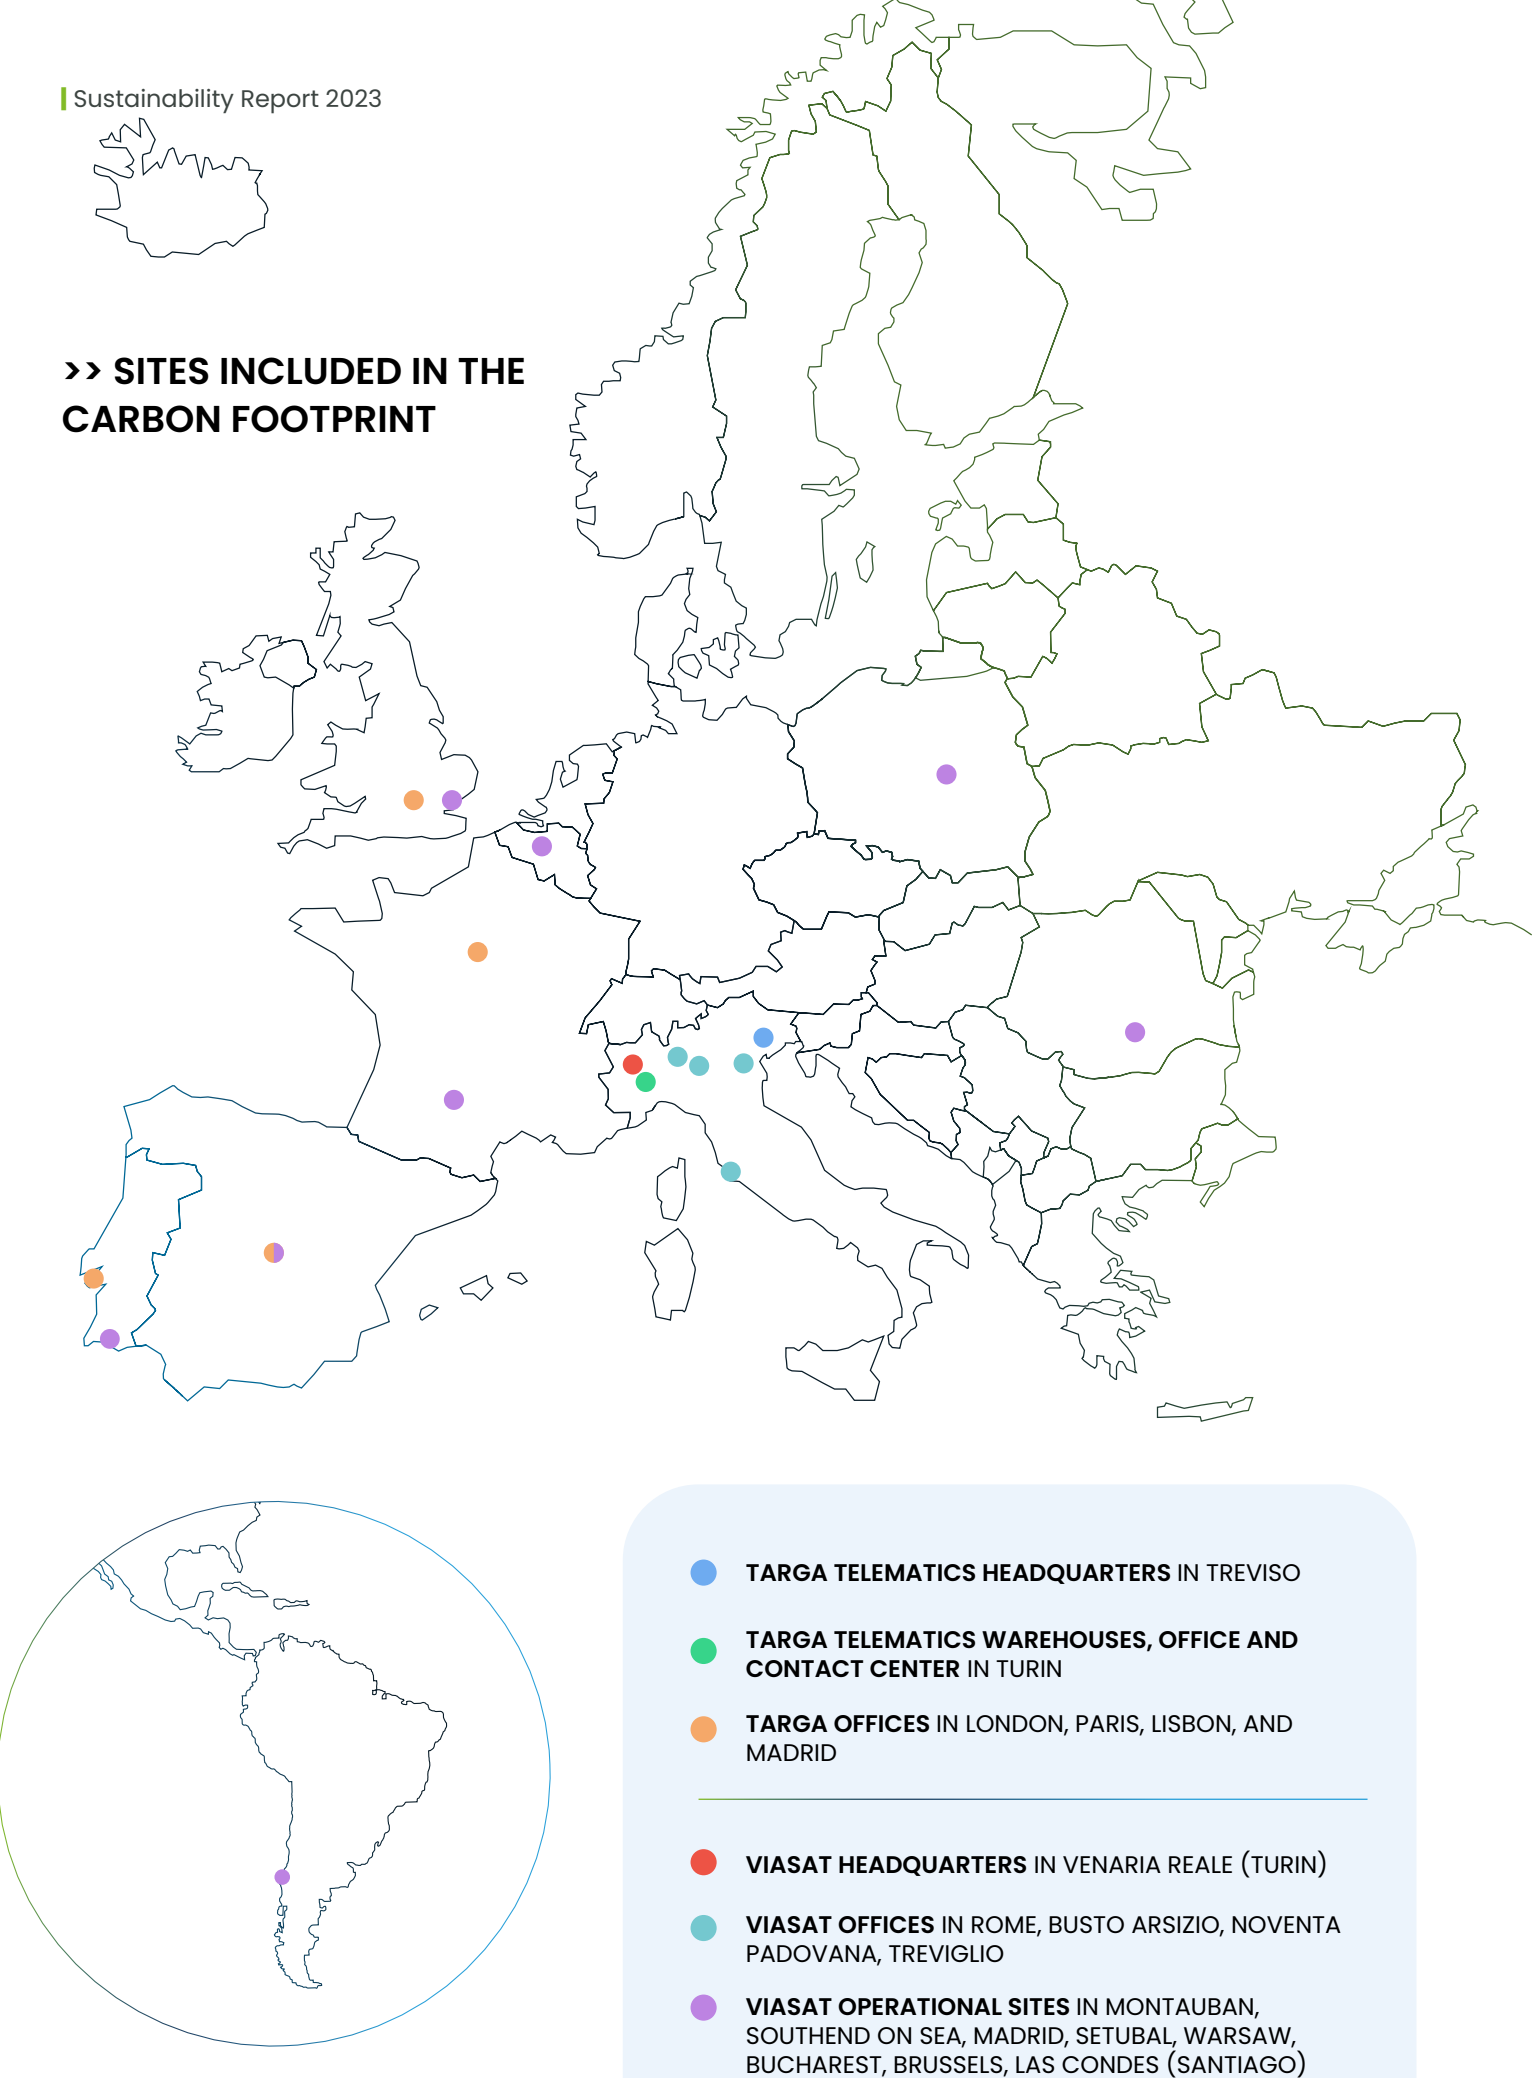 Sustainability Report 2023
>> SITES INCLUDED IN THE
CARBON FOOTPRINT
TARGA TELEMATICS HEADQUARTERS IN TREVISO
TARGA TELEMATICS WAREHOUSES, OFFICE AND
CONTACT CENTER IN TURIN
TARGA OFFICES IN LONDON, PARIS, LISBON, AND
MADRID
VIASAT HEADQUARTERS IN VENARIA REALE (TURIN)
VIASAT OFFICES IN ROME, BUSTO ARSIZIO, NOVENTA
PADOVANA, TREVIGLIO
VIASAT OPERATIONAL SITES IN MONTAUBAN,
SOUTHEND ON SEA, MADRID, SETUBAL, WARSAW,
BUCHAREST, BRUSSELS, LAS CONDES (SANTIAGO)